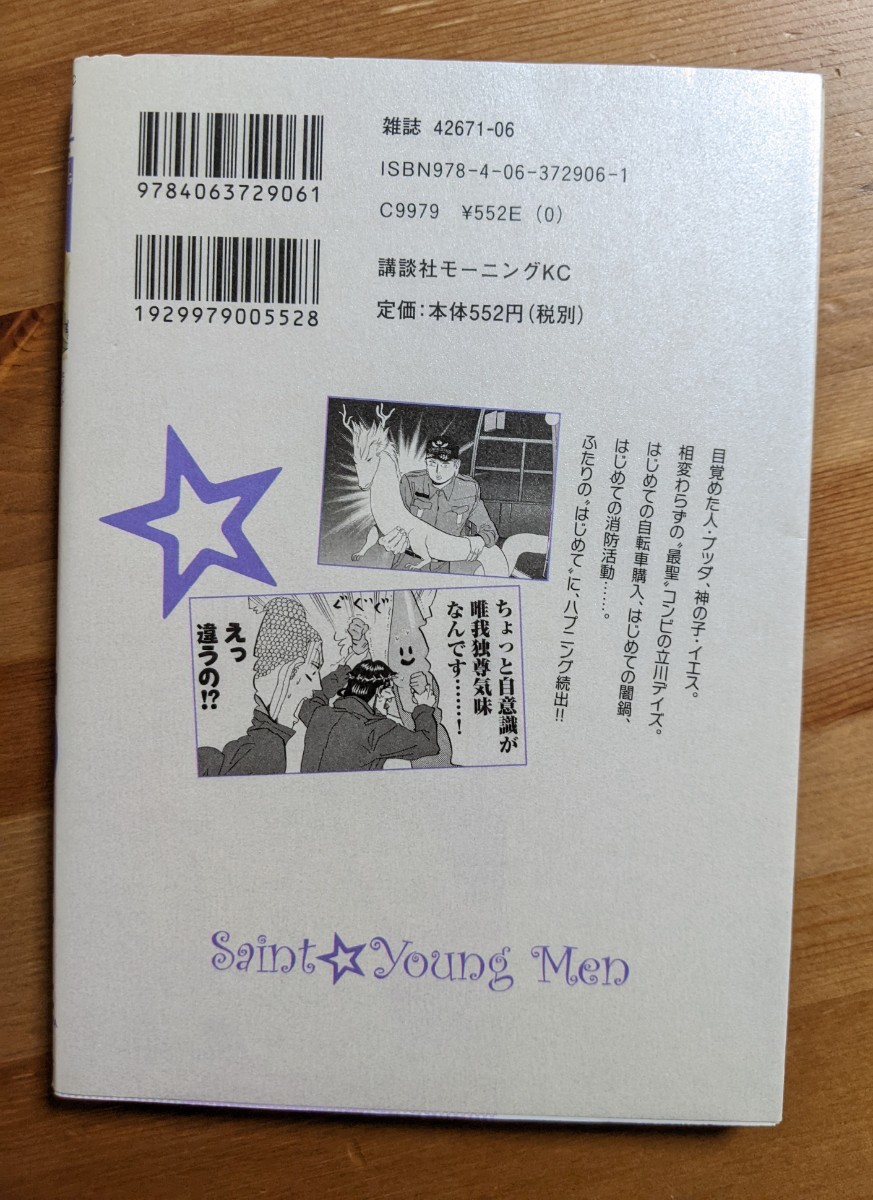 9784063729061
1929979005528
雑誌 42671-06
ISBN978-4-06-372906-1
C9979 ¥552E (0)
講談社モーニングKC
定価:本体552円(税別)
目覚めた人・ブッダ、神の子・イエス。
相変わらずの〝最聖〟コンビの立川デイズ。
はじめての自転車購入、はじめての闇鍋、
はじめての消防活動……。
ふたりの〝はじめて〟に、ハプニング続出!!
ちょっと自意識が
唯我独尊気味
なんです……!
ぐぐぐ
えっ
違うの!?
Saint☆Young Men